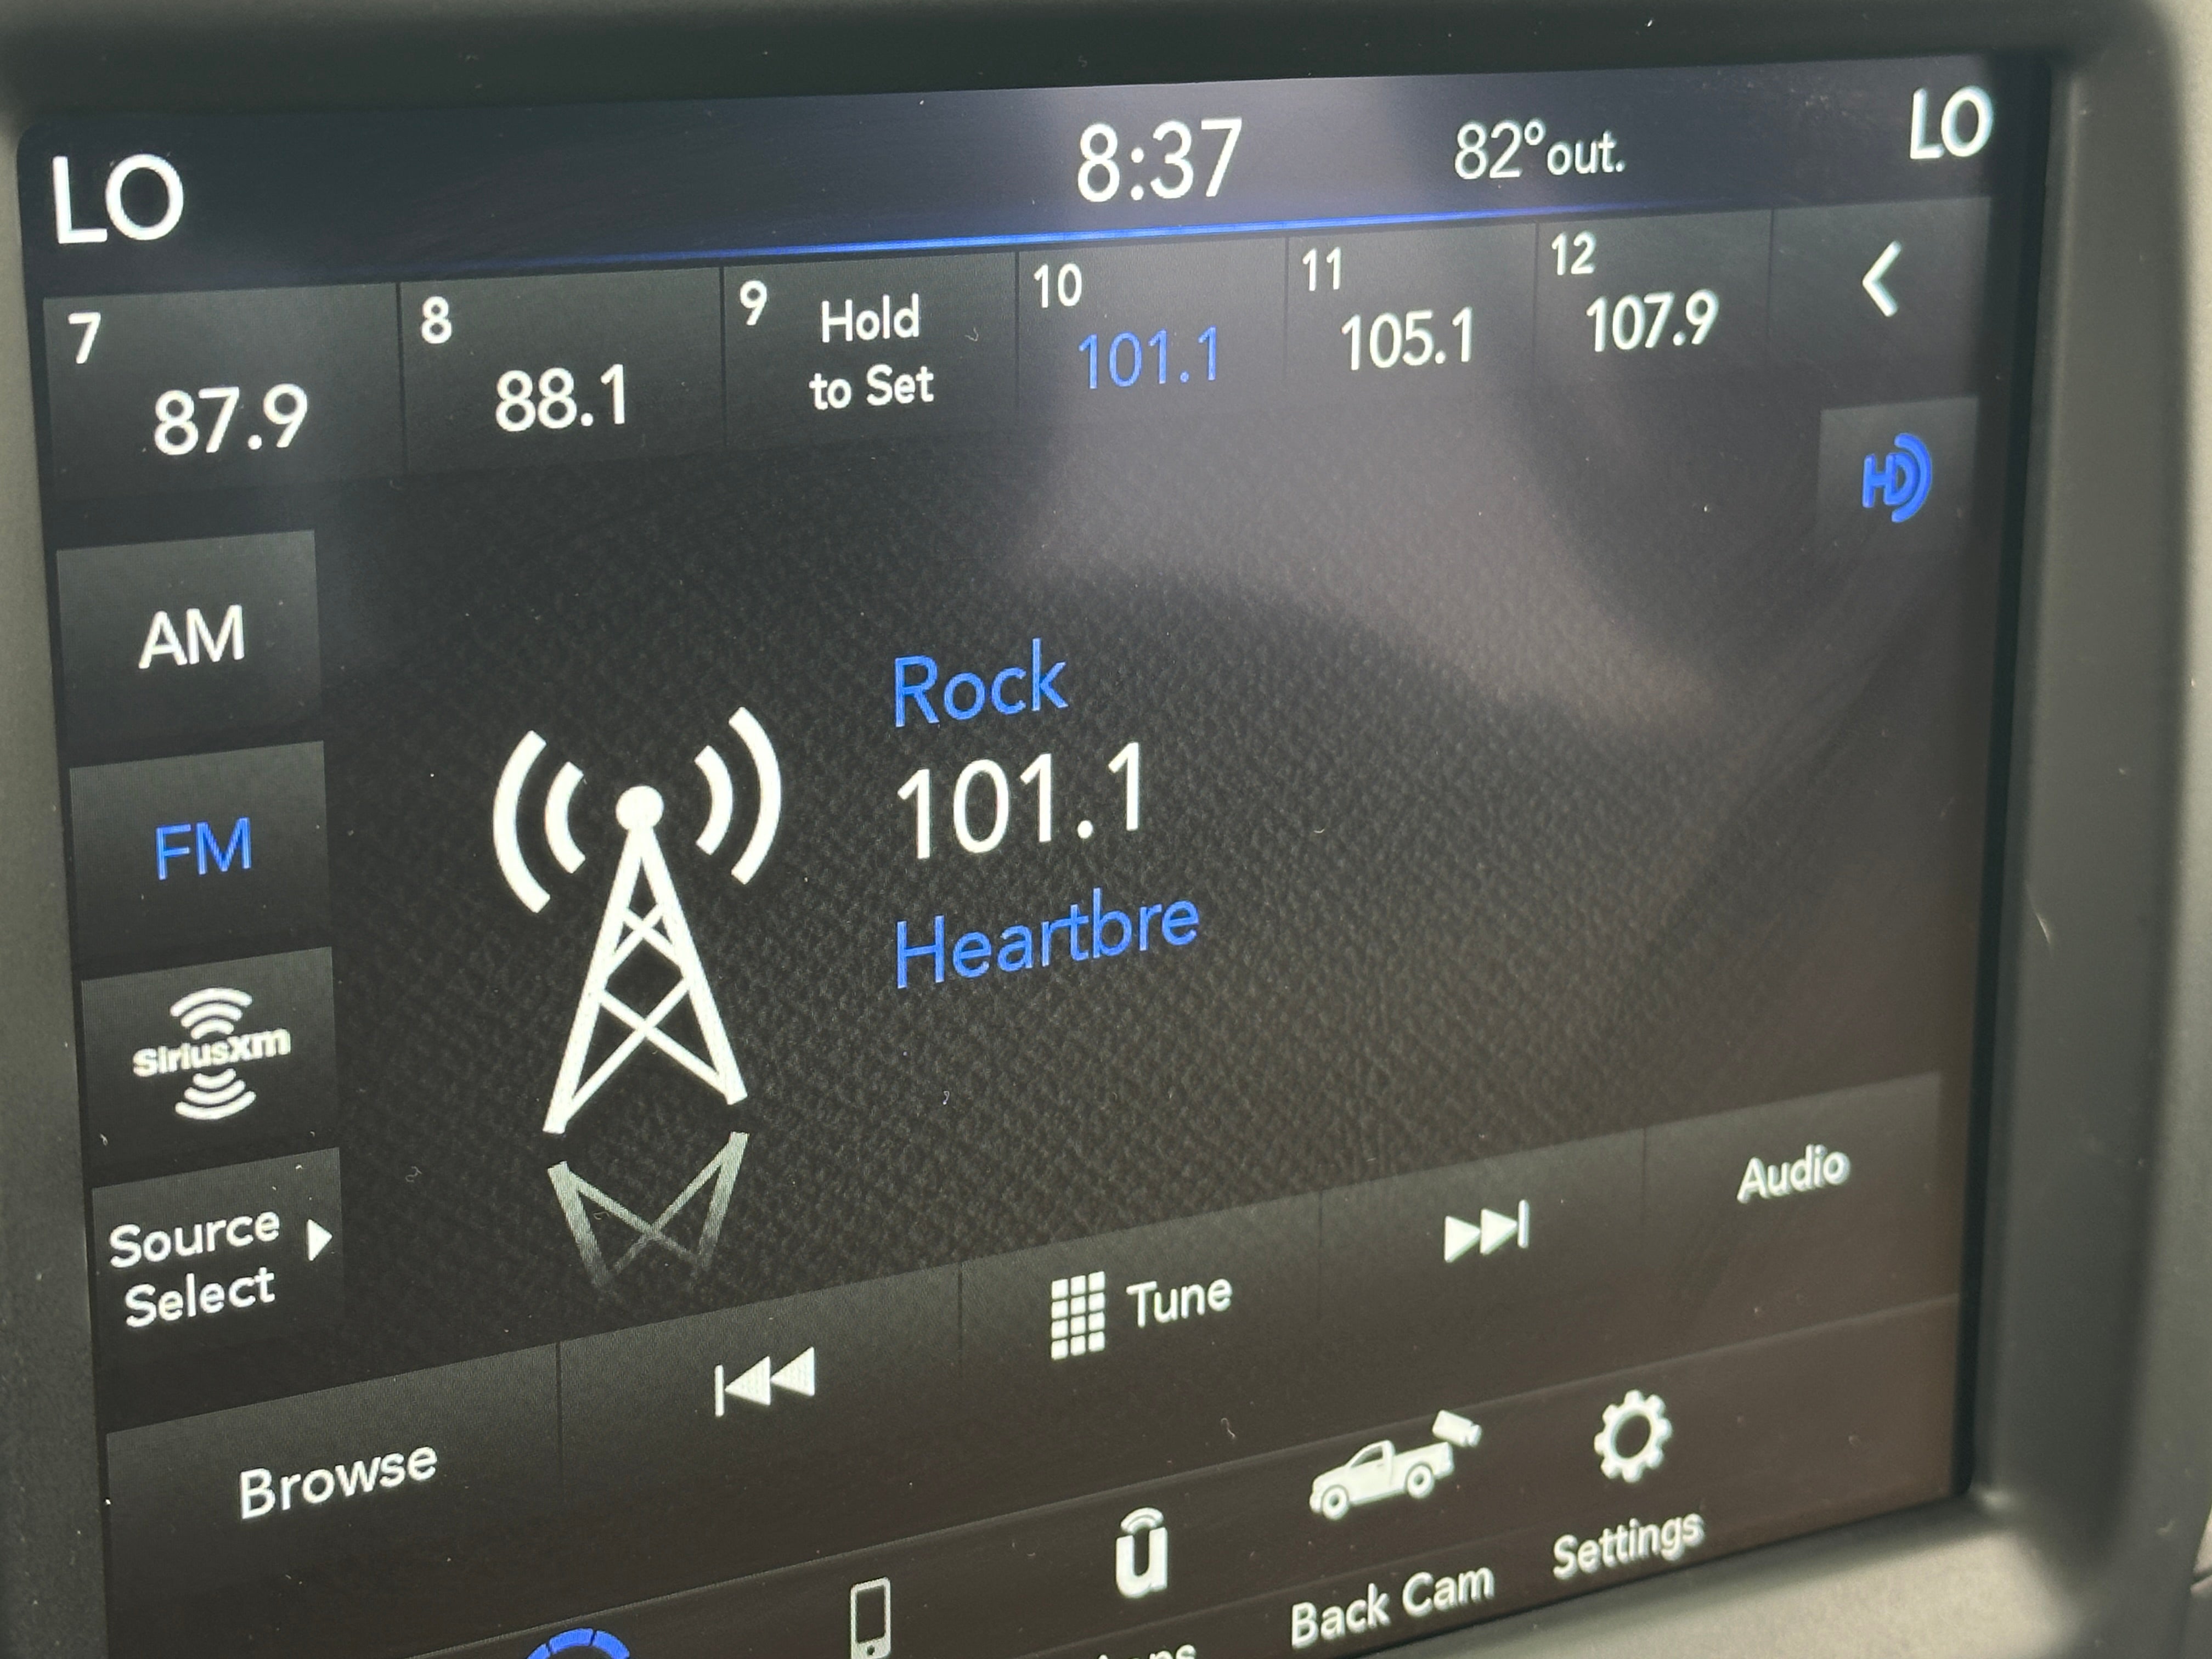 LO 8:37 82°out. LO
7 87.9
8 88.1
9 Hold
to Set
10 101.1
11 105.1
12 107.9
HD
AM
FM
SiriusXM
Source
Select
Rock
101.1
Heartbre
Browse
Tune
Audio
u
Back Cam
Settings